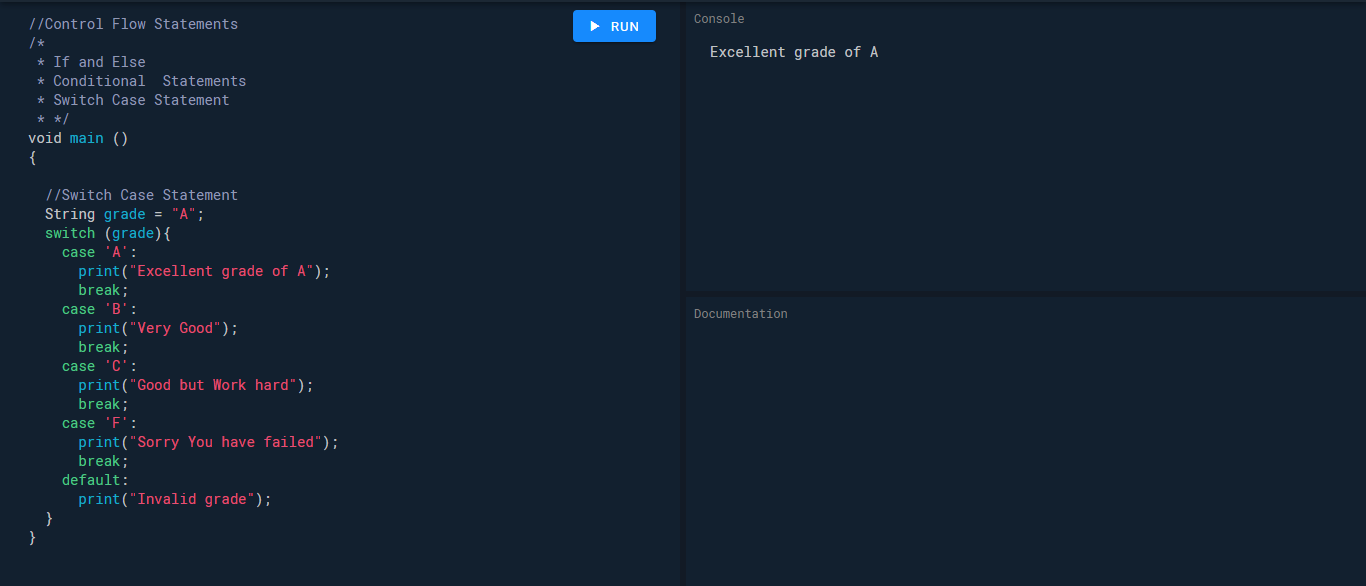 //Control Flow Statements
/*
 * If and Else
 * Conditional  Statements
 * Switch Case Statement
 * */
void main ()
{

  //Switch Case Statement
  String grade = "A";
  switch (grade){
    case 'A':
      print("Excellent grade of A");
      break;
    case 'B':
      print("Very Good");
      break;
    case 'C':
      print("Good but Work hard");
      break;
    case 'F':
      print("Sorry You have failed");
      break;
    default:
      print("Invalid grade");
  }
}
RUN
Console
Excellent grade of A
Documentation